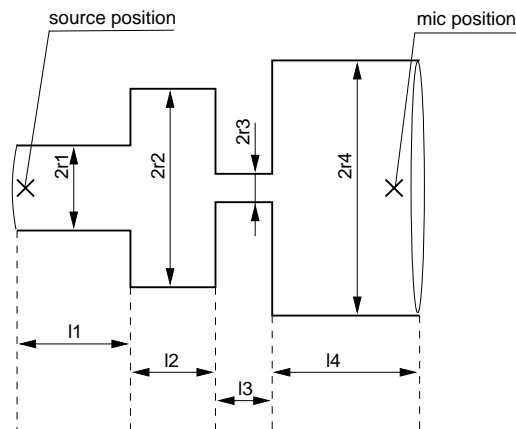 source position
mic position
2r1
2r2
2r3
2r4
l1
l2
l3
l4